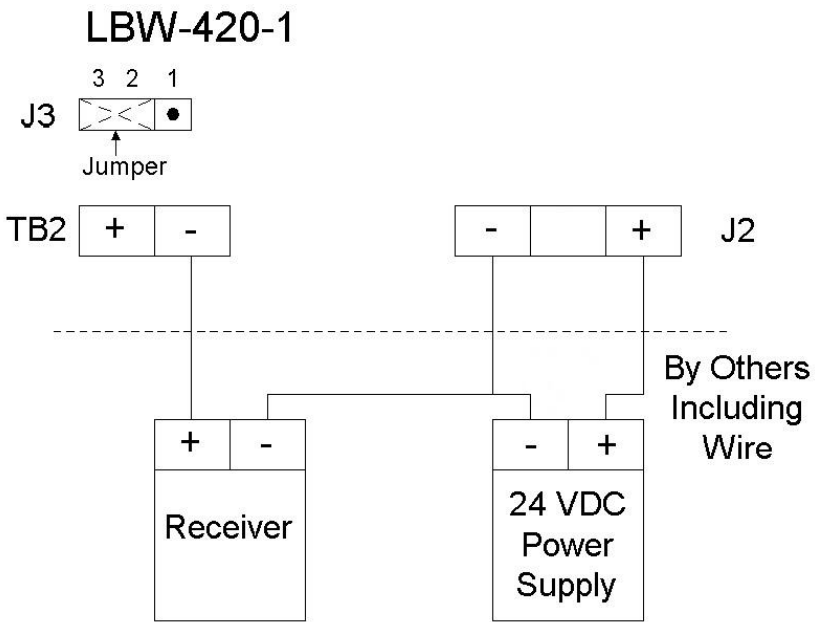 LBW-420-1
3 2 1
J3
Jumper
TB2 + - - + J2
By Others
Including
Wire
+ - - +
Receiver
24 VDC
Power
Supply